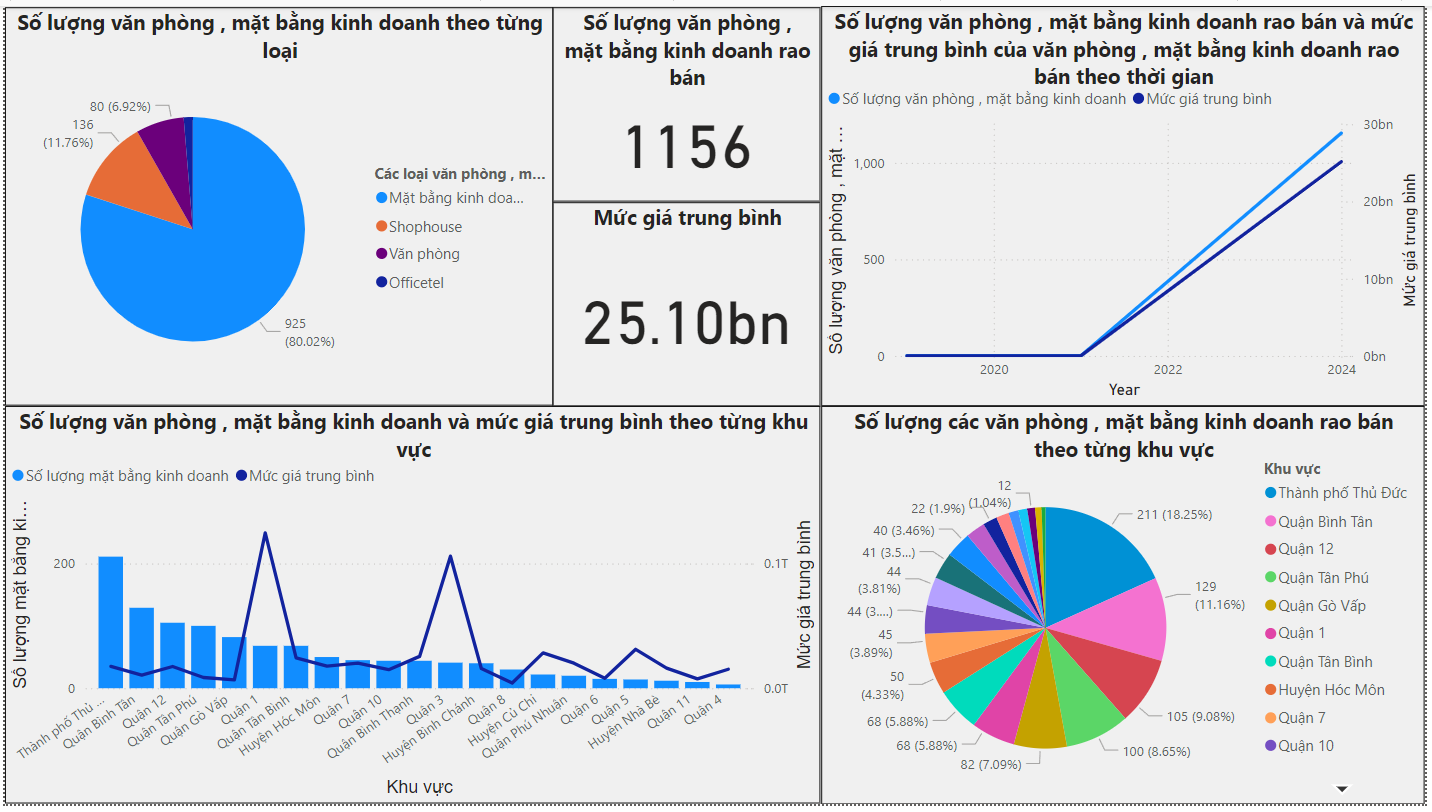 Số lượng văn phòng , mặt bằng kinh doanh theo từng
loại
80 (6.92%)
136
(11.76%)
925
(80.02%)
Các loại văn phòng , m...
Mặt bằng kinh doa...
Shophouse
Văn phòng
Officetel
Số lượng văn phòng ,
mặt bằng kinh doanh rao
bán
1156
Mức giá trung bình
25.10bn
Số lượng văn phòng , mặt bằng kinh doanh rao bán và mức
giá trung bình của văn phòng , mặt bằng kinh doanh rao
bán theo thời gian
Số lượng văn phòng , mặt bằng kinh doanh
Mức giá trung bình
Số lượng văn phòng , mặt ...
1,000
500
0
30bn
20bn
10bn
0bn
Mức giá trung bình
2020
2022
2024
Year
Số lượng văn phòng , mặt bằng kinh doanh và mức giá trung bình theo từng khu
vực
Số lượng mặt bằng kinh doanh
Mức giá trung bình
Số lượng mặt bằng ki...
200
0
0.1T
0.0T
Mức giá trung bình
Thành phố Thủ ...
Quận Bình Tân
Quận 12
Quận Tân Phú
Quận Gò Vấp
Quận 1
Quận Tân Bình
Huyện Hóc Môn
Quận 7
Quận 10
Quận Bình Thạnh
Quận 3
Huyện Bình Chánh
Quận 8
Huyện Củ Chi
Quận Phú Nhuận
Quận 6
Quận 5
Huyện Nhà Bè
Quận 11
Quận 4
Khu vực
Số lượng các văn phòng , mặt bằng kinh doanh rao bán
theo từng khu vực
211 (18.25%)
129
(11.16%)
105 (9.08%)
100 (8.65%)
82 (7.09%)
68 (5.88%)
68 (5.88%)
50
(4.33%)
45
(3.89%)
44 (3....)
44
(3.81%)
41 (3.5...)
40 (3.46%)
22 (1.9%)
12
(1.04%)
Khu vực
Thành phố Thủ Đức
Quận Bình Tân
Quận 12
Quận Tân Phú
Quận Gò Vấp
Quận 1
Quận Tân Bình
Huyện Hóc Môn
Quận 7
Quận 10